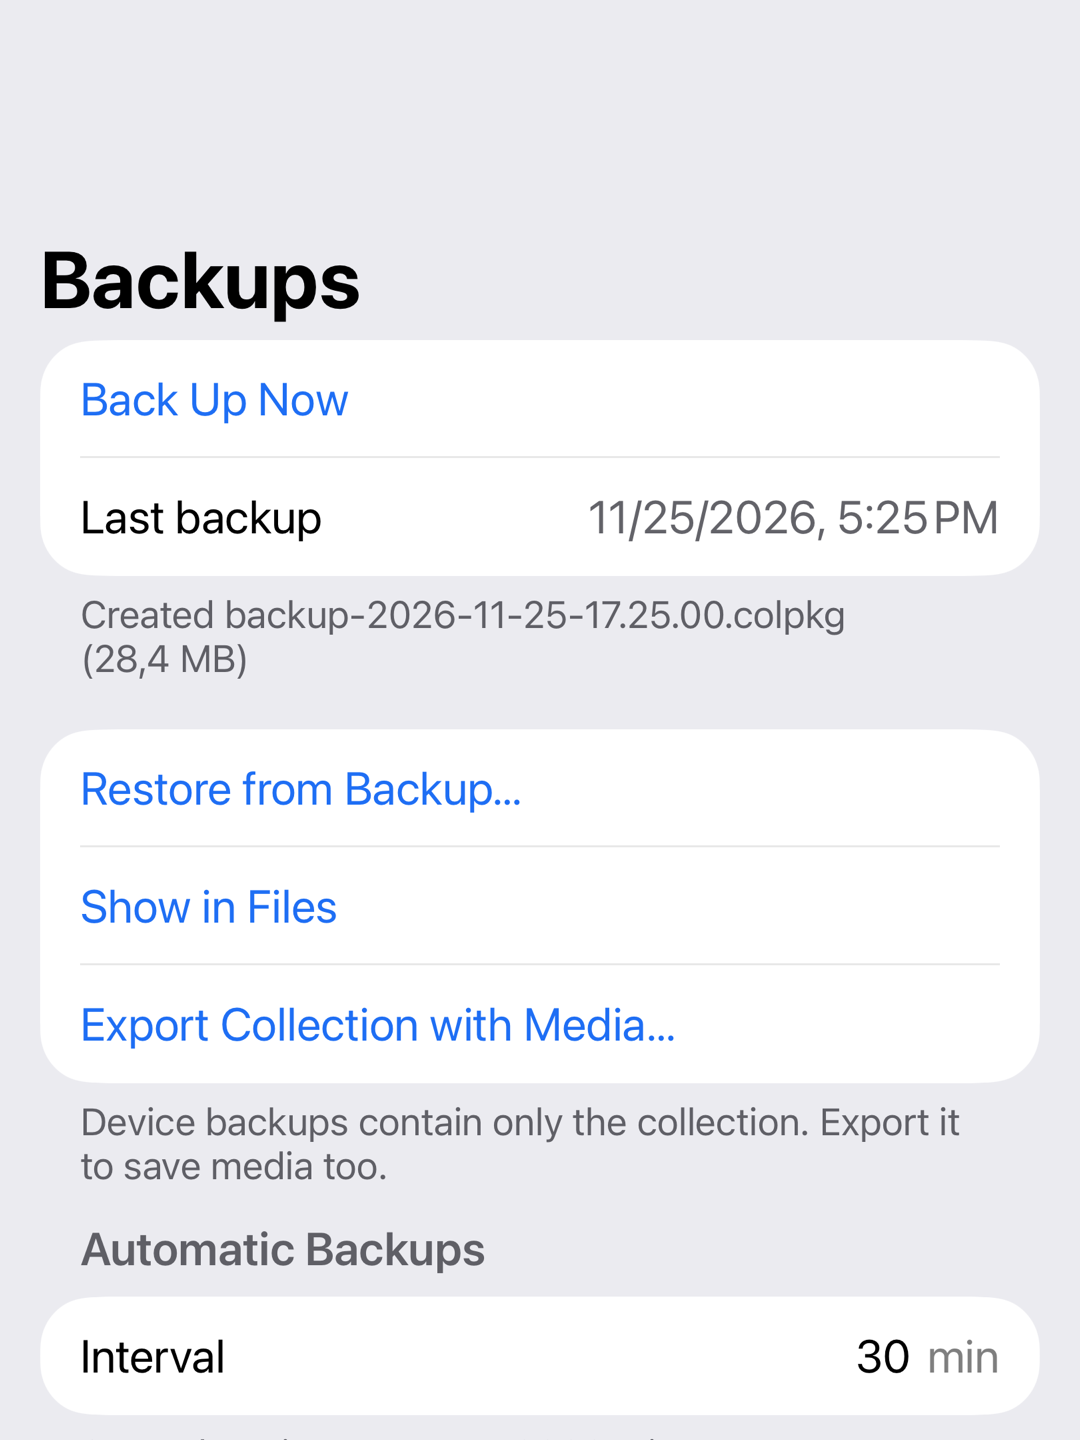 Backups
Back Up Now
Last backup 11/25/2026, 5:25 PM
Created backup-2026-11-25-17.25.00.colpkg
(28,4 MB)
Restore from Backup...
Show in Files
Export Collection with Media...
Device backups contain only the collection. Export it
to save media too.
Automatic Backups
Interval 30 min